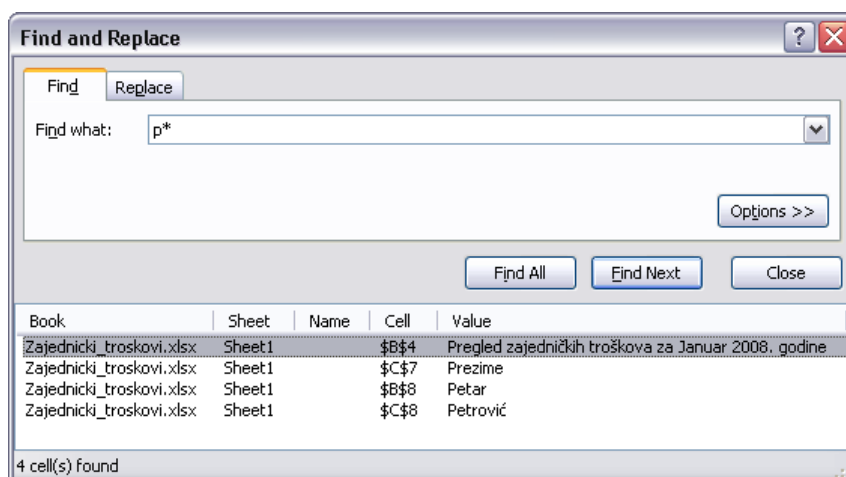 Find and Replace
Find Replace
Find what: p*
Options >>
Find All Find Next Close
Book Sheet Name Cell Value
Zajednicki_troskovi.xlsx Sheet1 $B$4 Pregled zajedničkih troškova za Januar 2008. godine
Zajednicki_troskovi.xlsx Sheet1 $C$7 Prezime
Zajednicki_troskovi.xlsx Sheet1 $B$8 Petar
Zajednicki_troskovi.xlsx Sheet1 $C$8 Petrović
4 cell(s) found